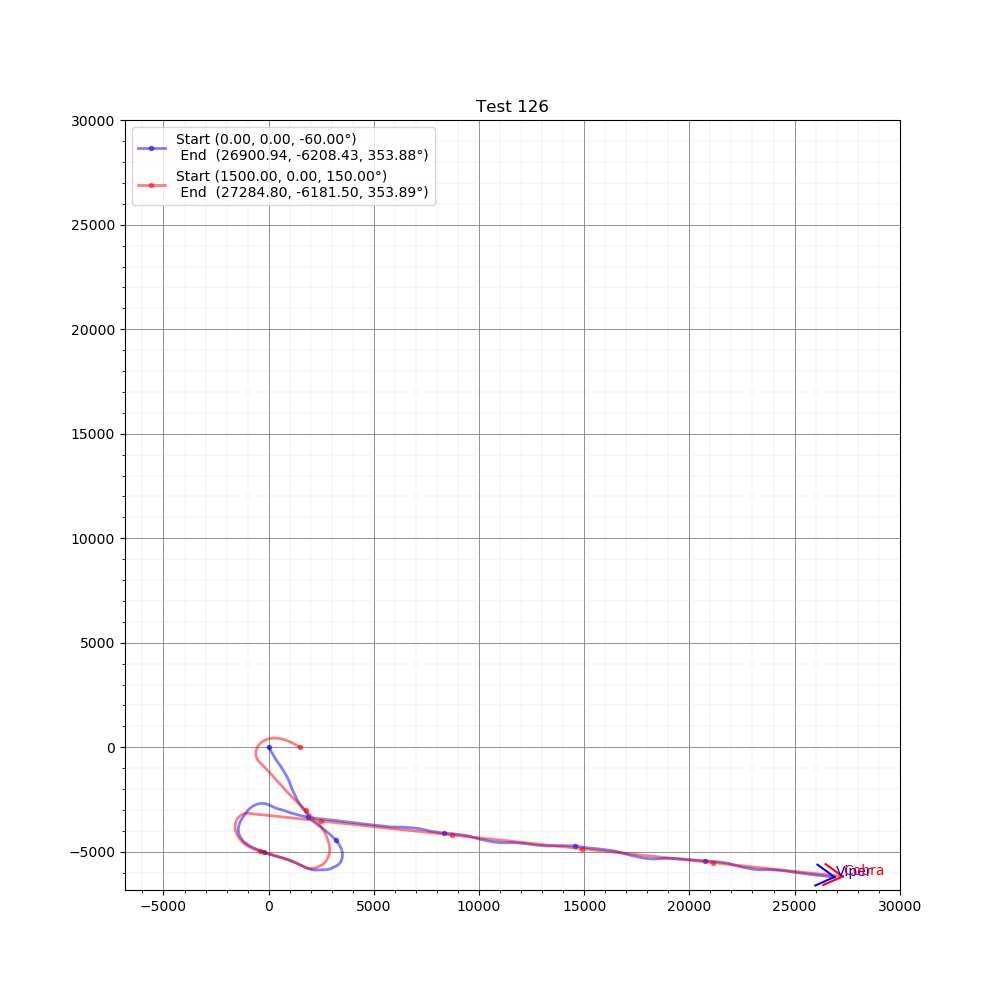 Test 126
Start (0.00, 0.00, -60.00°)
End (26900.94, -6208.43, 353.88°)
Start (1500.00, 0.00, 150.00°)
End (27284.80, -6181.50, 353.89°)
30000
25000
20000
15000
10000
5000
0
−5000
Viper
Cobra
−5000 0 5000 10000 15000 20000 25000 30000